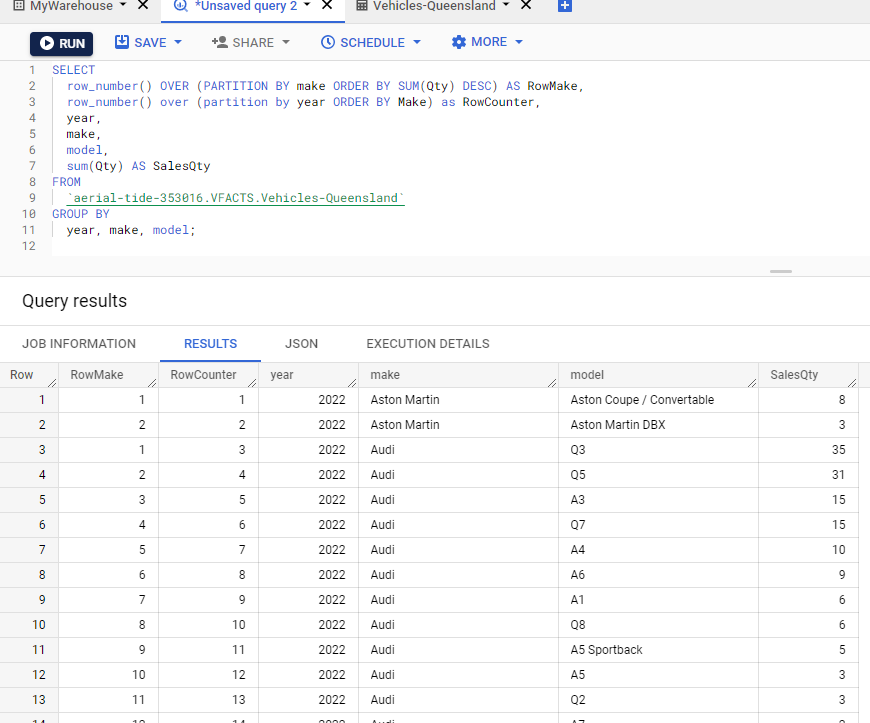 MyWarehouse *Unsaved query 2 Vehicles-Queensland
RUN SAVE SHARE SCHEDULE MORE
1 SELECT
2 row_number() OVER (PARTITION BY make ORDER BY SUM(Qty) DESC) AS RowMake,
3 row_number() over (partition by year ORDER BY Make) as RowCounter,
4 year,
5 make,
6 model,
7 sum(Qty) AS SalesQty
8 FROM
9 `aerial-tide-353016.VFACTS.Vehicles-Queensland`
10 GROUP BY
11 year, make, model;
12
Query results
JOB INFORMATION RESULTS JSON EXECUTION DETAILS
Row RowMake RowCounter year make model SalesQty
1 1 1 2022 Aston Martin Aston Coupe / Convertable 8
2 2 2 2022 Aston Martin Aston Martin DBX 3
3 1 3 2022 Audi Q3 35
4 2 4 2022 Audi Q5 31
5 3 5 2022 Audi A3 15
6 4 6 2022 Audi Q7 15
7 5 7 2022 Audi A4 10
8 6 8 2022 Audi A6 9
9 7 9 2022 Audi A1 6
10 8 10 2022 Audi Q8 6
11 9 11 2022 Audi A5 Sportback 5
12 10 12 2022 Audi A5 3
13 11 13 2022 Audi Q2 3
14 12 14 2022 Audi A7